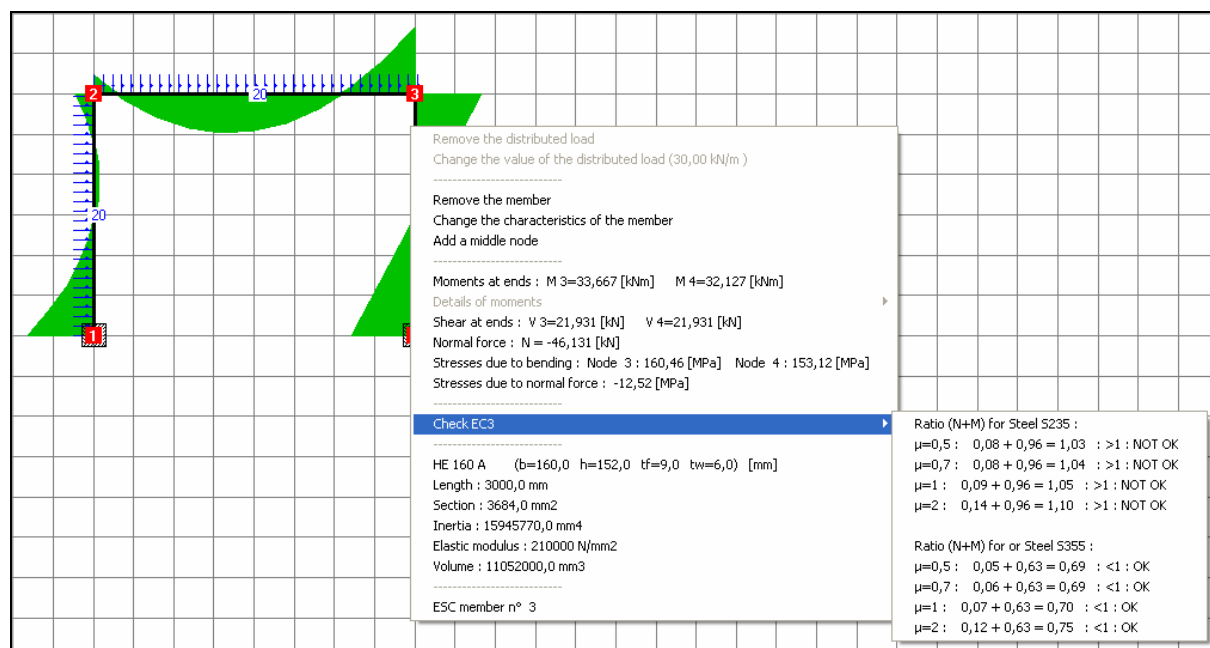 2
20
3
20
1
Remove the distributed load
Change the value of the distributed load (30,00 kN/m )
----------------------------
Remove the member
Change the characteristics of the member
Add a middle node
----------------------------
Moments at ends : M 3=33,667 [kNm] M 4=32,127 [kNm]
Details of moments
Shear at ends : V 3=21,931 [kN] V 4=21,931 [kN]
Normal force : N = -46,131 [kN]
Stresses due to bending : Node 3 : 160,46 [MPa] Node 4 : 153,12 [MPa]
Stresses due to normal force : -12,52 [MPa]
----------------------------
Check EC3
----------------------------
HE 160 A (b=160,0 h=152,0 tf=9,0 tw=6,0) [mm]
Length : 3000,0 mm
Section : 3684,0 mm2
Inertia : 15945770,0 mm4
Elastic modulus : 210000 N/mm2
Volume : 11052000,0 mm3
----------------------------
ESC member n° 3
Ratio (N+M) for Steel S235 :
μ=0,5 : 0,08 + 0,96 = 1,03 : >1 : NOT OK
μ=0,7 : 0,08 + 0,96 = 1,04 : >1 : NOT OK
μ=1 : 0,09 + 0,96 = 1,05 : >1 : NOT OK
μ=2 : 0,14 + 0,96 = 1,10 : >1 : NOT OK
Ratio (N+M) for or Steel S355 :
μ=0,5 : 0,05 + 0,63 = 0,69 : <1 : OK
μ=0,7 : 0,06 + 0,63 = 0,69 : <1 : OK
μ=1 : 0,07 + 0,63 = 0,70 : <1 : OK
μ=2 : 0,12 + 0,63 = 0,75 : <1 : OK